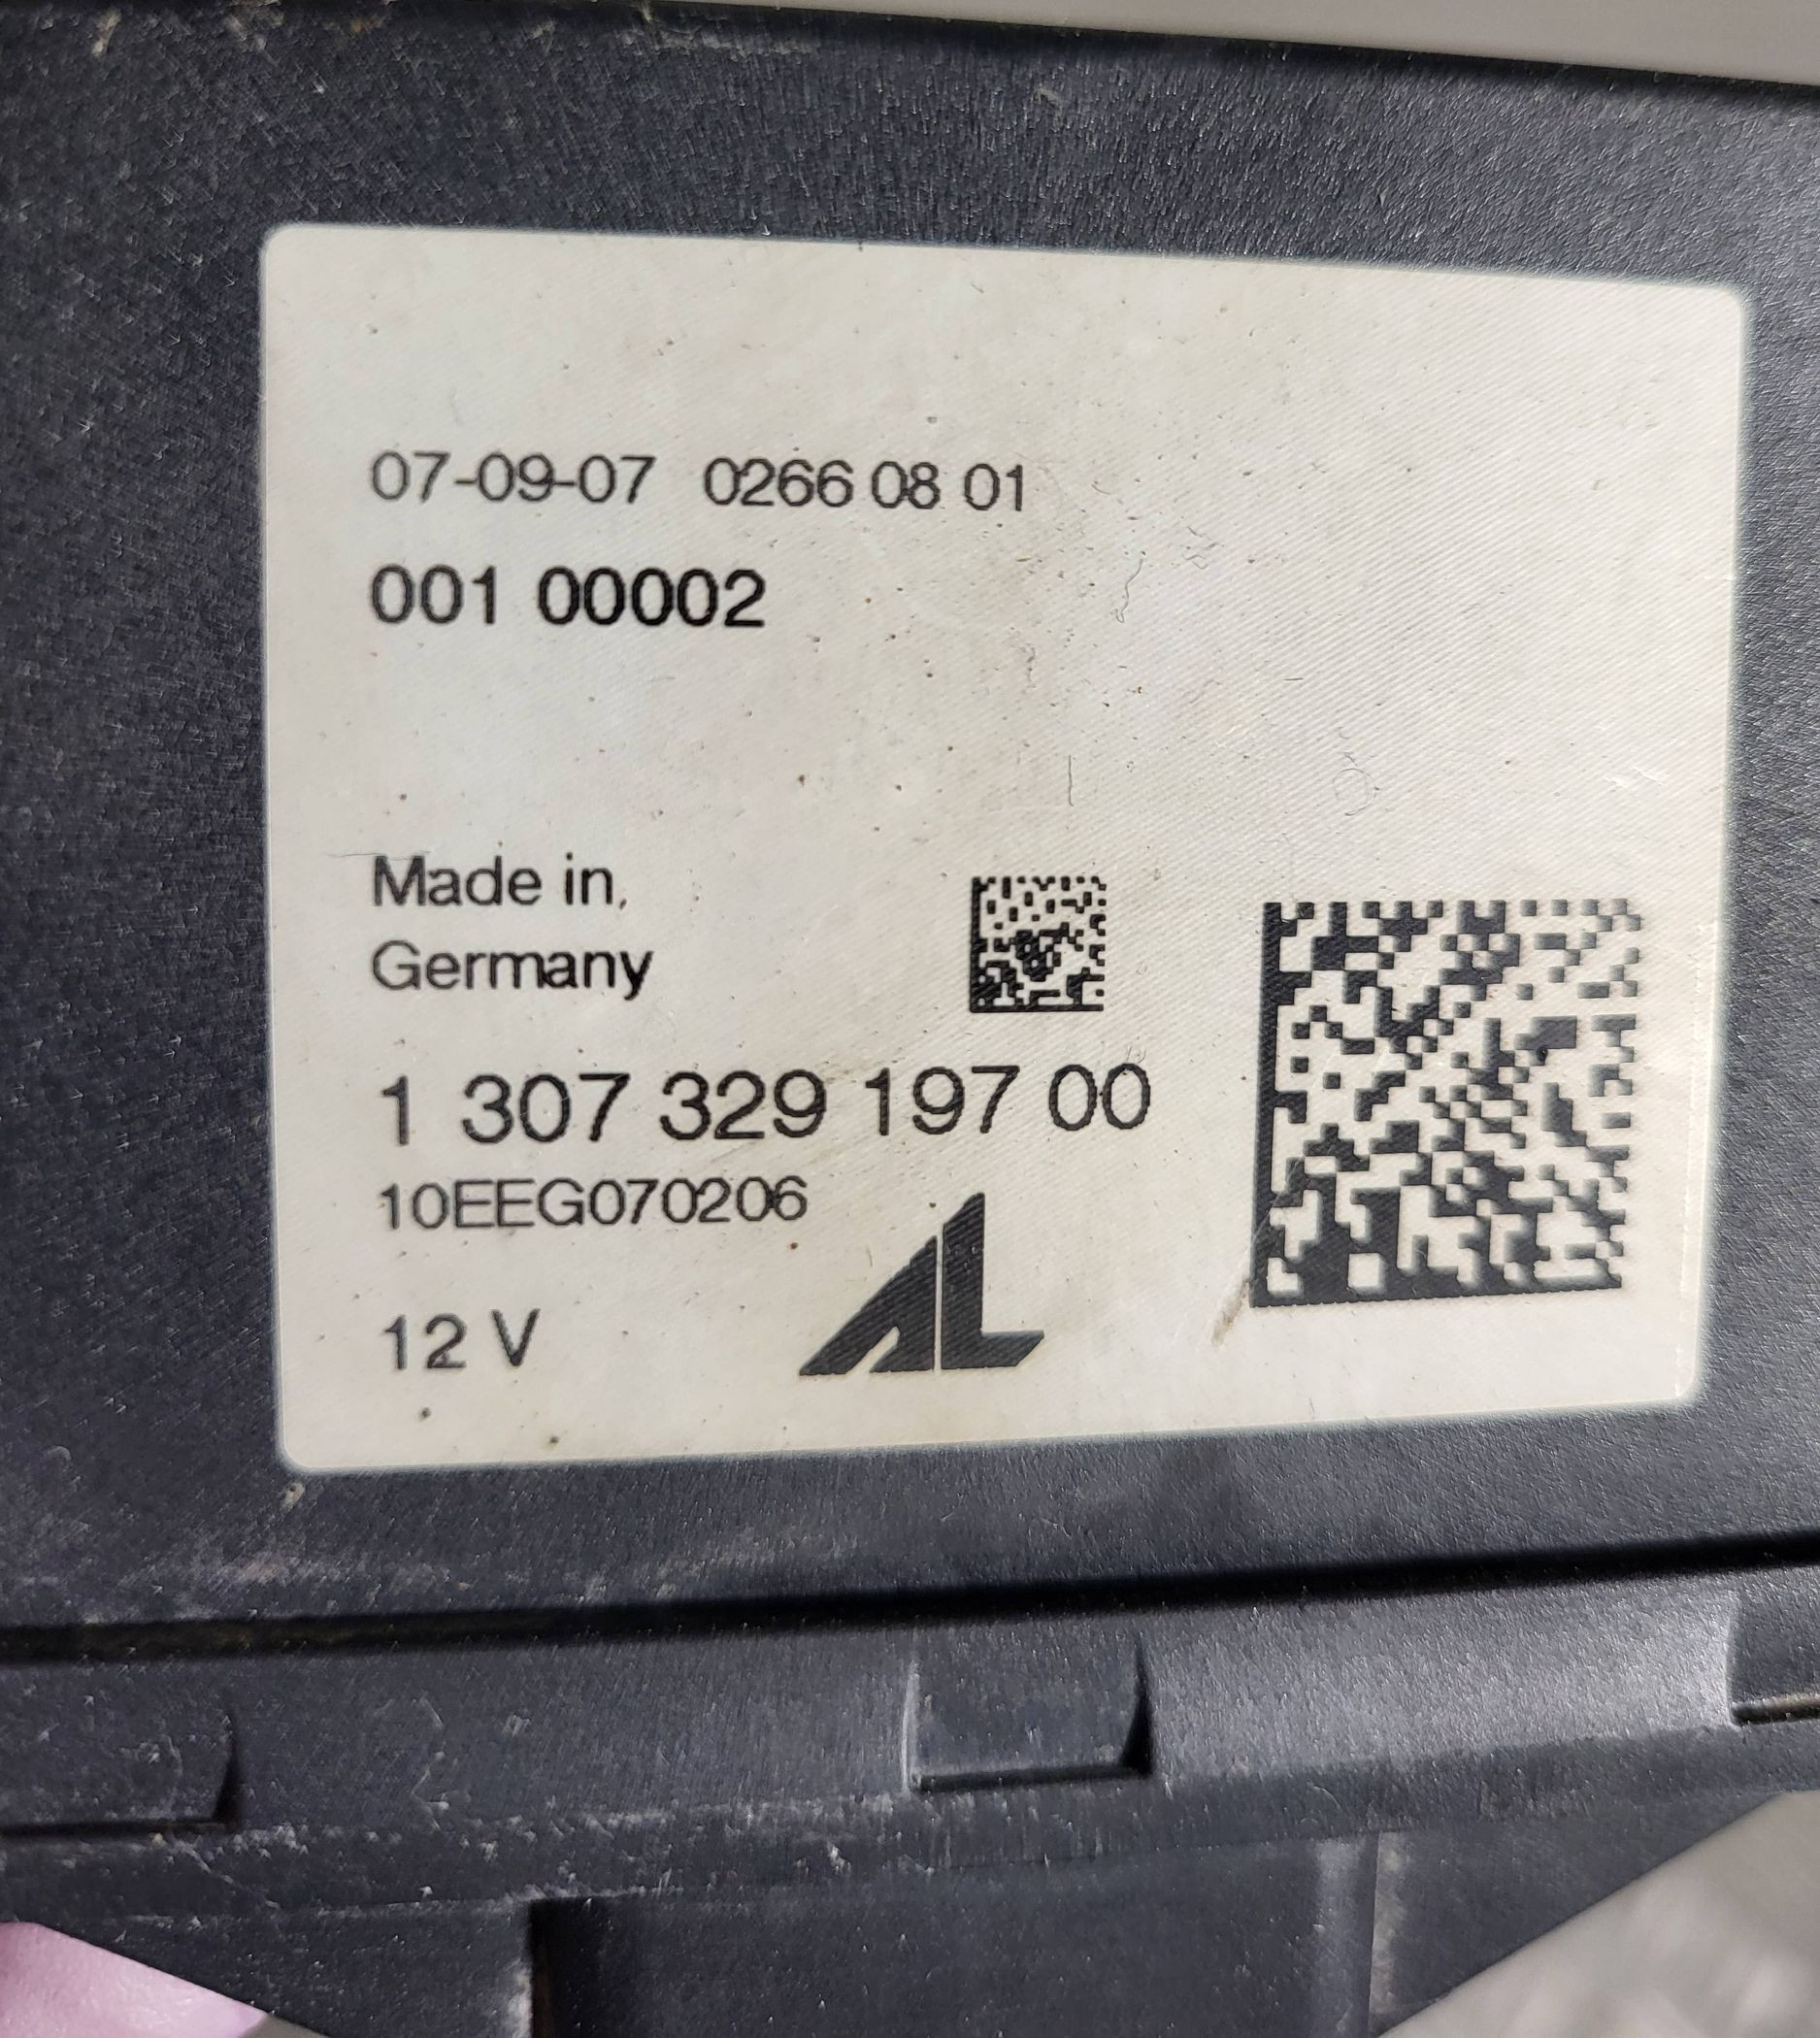 07-09-07 0266 08 01
001 00002
Made in
Germany
1 307 329 197 00
10EEG070206
12 V
AL